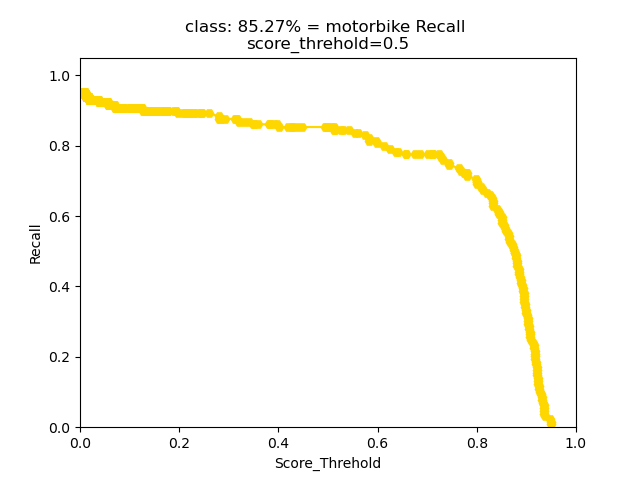 class: 85.27% = motorbike Recall
score_threhold=0.5
1.0
0.8
0.6
0.4
0.2
0.0
Recall
0.0 0.2 0.4 0.6 0.8 1.0
Score_Threhold